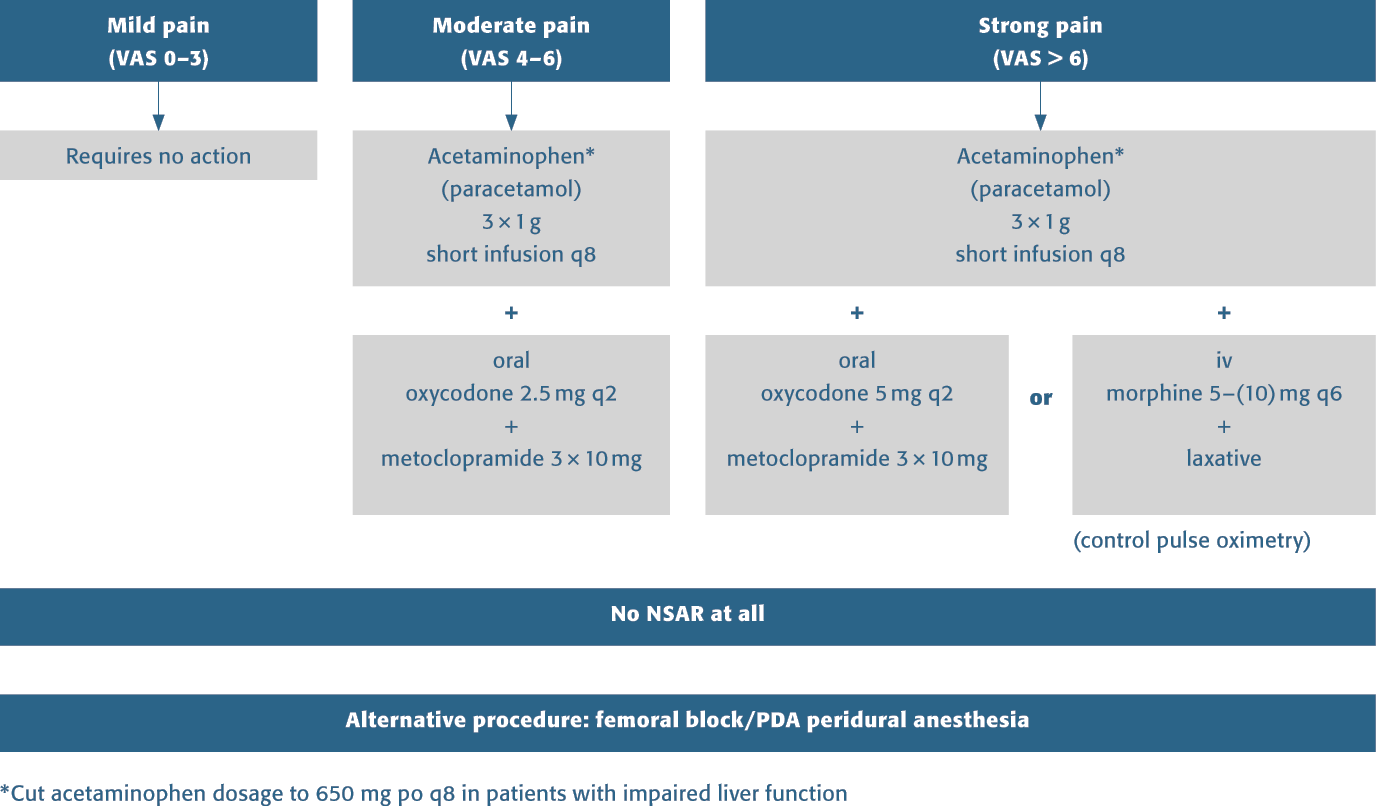 Mild pain
(VAS 0–3)
Requires no action
Moderate pain
(VAS 4–6)
Acetaminophen*
(paracetamol)
3 × 1 g
short infusion q8
+
oral
oxycodone 2.5 mg q2
+
metoclopramide 3 × 10 mg
Strong pain
(VAS > 6)
Acetaminophen*
(paracetamol)
3 × 1 g
short infusion q8
+
oral
oxycodone 5 mg q2
+
metoclopramide 3 × 10 mg
or
+
iv
morphine 5–(10) mg q6
+
laxative
(control pulse oximetry)
No NSAR at all
Alternative procedure: femoral block/PDA peridural anesthesia
*Cut acetaminophen dosage to 650 mg po q8 in patients with impaired liver function